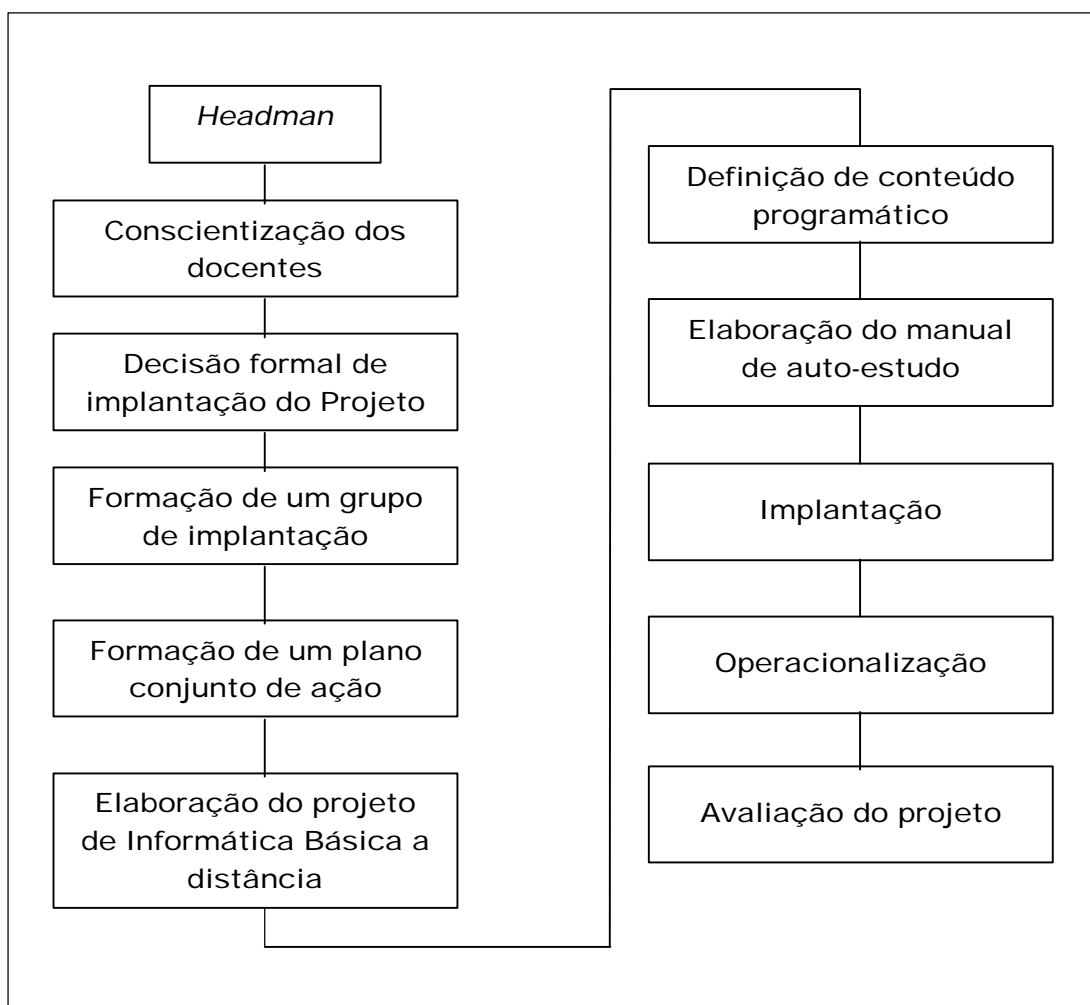 Headman
Conscientização dos
docentes
Decisão formal de
implantação do Projeto
Formação de um grupo
de implantação
Formação de um plano
conjunto de ação
Elaboração do projeto
de Informática Básica a
distância
Definição de conteúdo
programático
Elaboração do manual
de auto-estudo
Implantação
Operacionalização
Avaliação do projeto